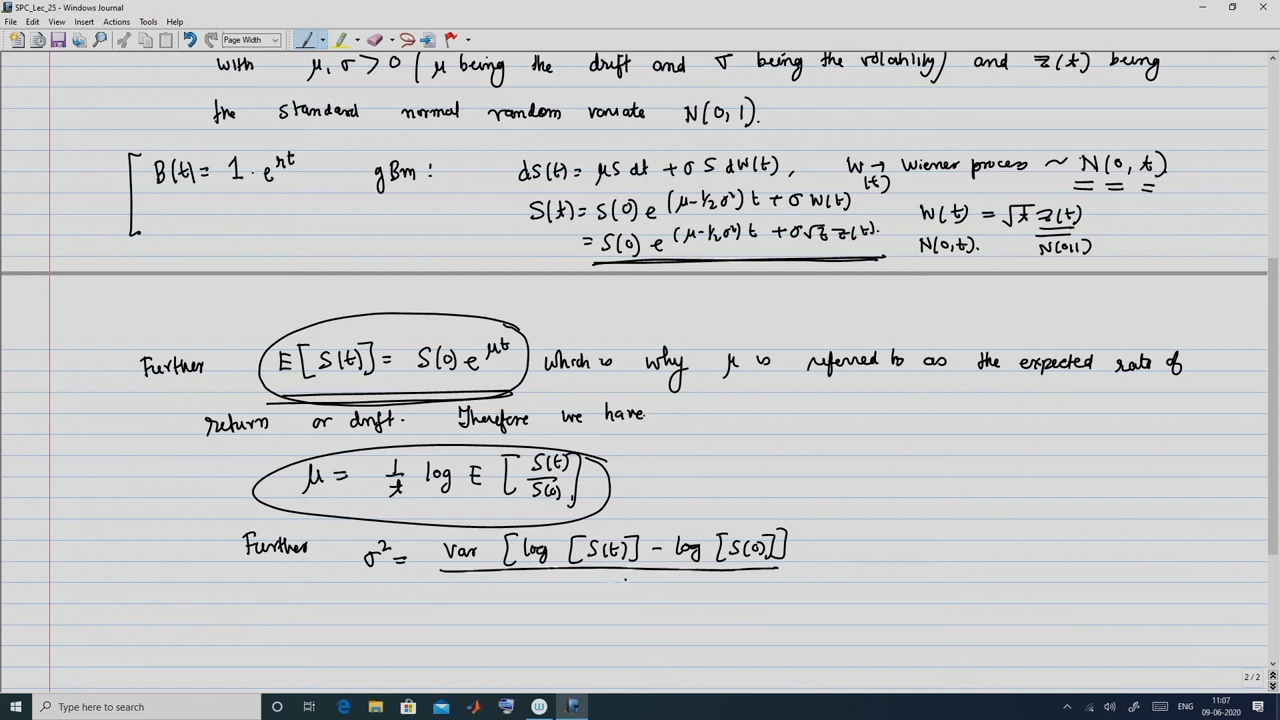 SPC_Lec_25 - Windows Journal
File Edit View Insert Actions Tools Help
Page Width
with μ, σ > 0 (μ being the drift and σ being the volatility) and Z(t) being
the standard normal random variate N(0, 1).
B(t) = 1 · e^{rt} gBm : dS(t) = μS dt + σ S dW(t), W(t) → Wiener process ~ N(0, t)
S(t) = S(0) e^{(μ - 1/2 σ²) t + σ W(t)} W(t) = √t Z(t)
= S(0) e^{(μ - 1/2 σ²) t + σ√t Z(t)}. N(0, t). N(0,1)
Further E[S(t)] = S(0) e^{μt} which is why μ is referred to as the expected rate of
return or drift. Therefore we have
μ = 1/t log E [S(t)/S(0)]
Further σ² = Var [log [S(t)] - log [S(0)]]
2 / 2
Type here to search
ENG
11:07
09-06-2020